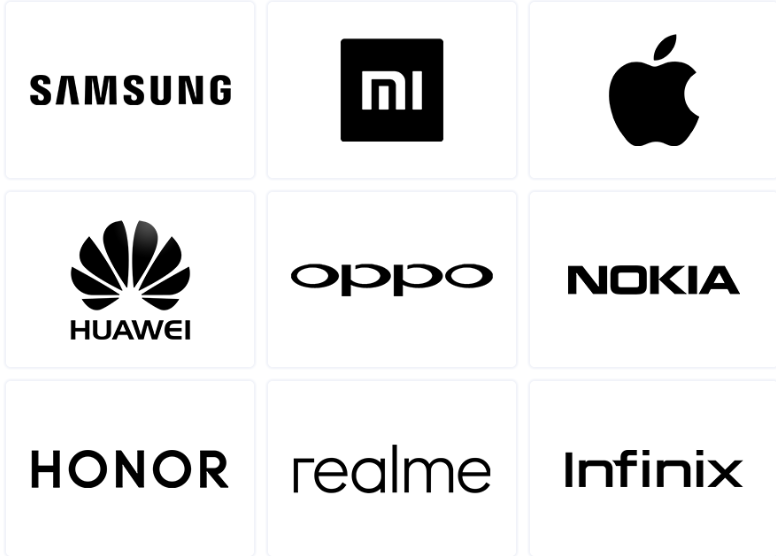 SAMSUNG
mi
HUAWEI
oppo
NOKIA
HONOR
realme
Infinix